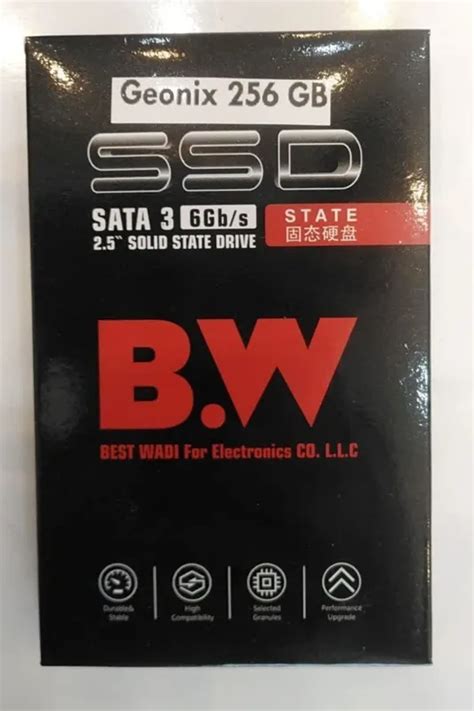 Geonix 256 GB
SSD
SATA 3 6Gb/s
2.5" SOLID STATE DRIVE
STATE
固态硬盘
B.W
BEST WADI For Electronics CO. L.L.C
Durable& Stable
High Compatibility
Selected Granules
Performance Upgrade